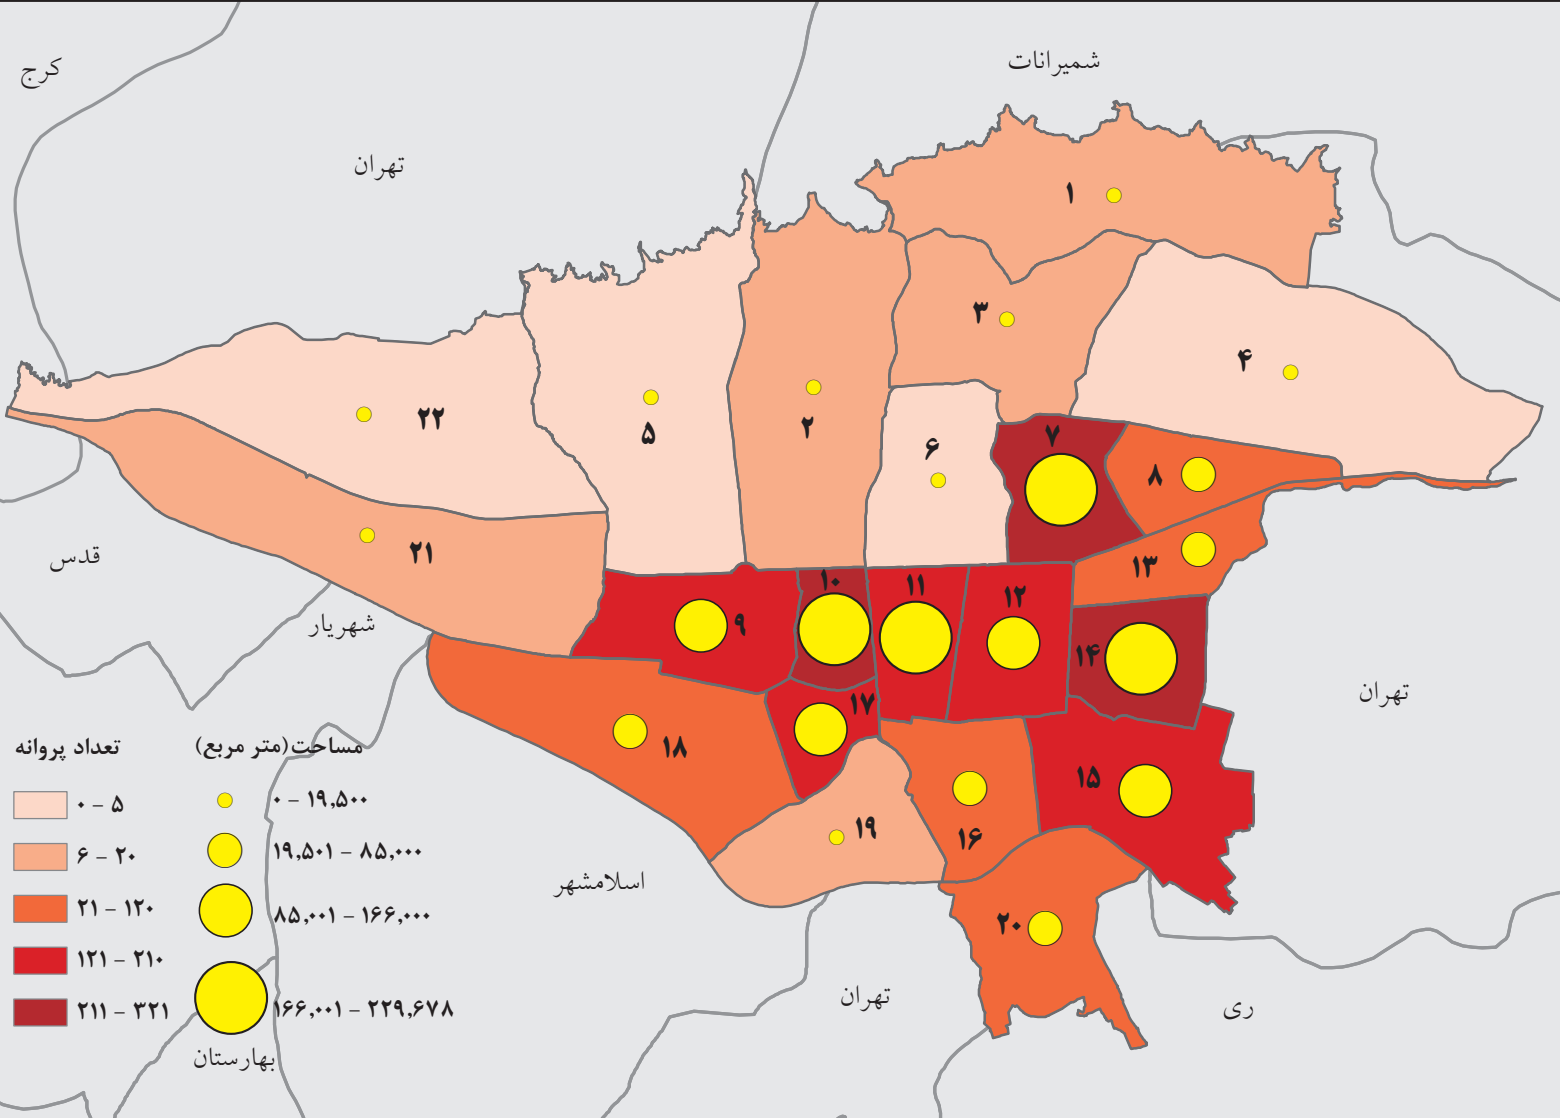 شمیرانات
کرج
تهران
۱
۳
۴
۲۲
۵
۲
۶
۷
۸
۲۱
قدس
۱۳
شهریار
۹
۱۰
۱۱
۱۲
۱۴
تهران
۱۷
۱۸
۱۵
۱۶
۱۹
۲۰
اسلامشهر
تهران
ری
بهارستان
تعداد پروانه
۰ – ۵
۶ – ۲۰
۲۱ – ۱۲۰
۱۲۱ – ۲۱۰
۲۱۱ – ۳۲۱
مساحت(متر مربع)
۰ – ۱۹,۵۰۰
۱۹,۵۰۱ – ۸۵,۰۰۰
۸۵,۰۰۱ – ۱۶۶,۰۰۰
۱۶۶,۰۰۱ – ۲۲۹,۶۷۸